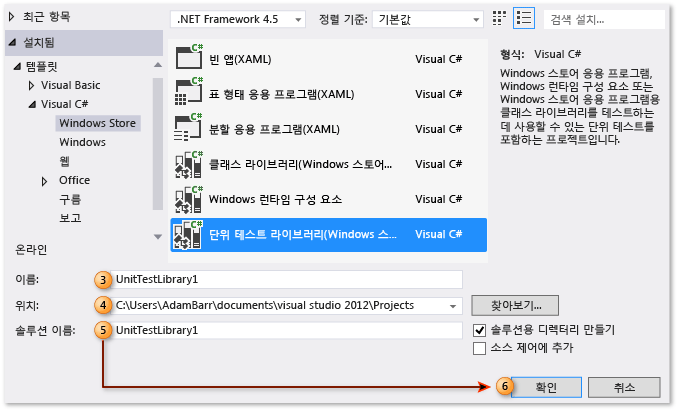 최근 항목
.NET Framework 4.5
정렬 기준:
기본값
검색 설치...
설치됨
템플릿
Visual Basic
Visual C#
Windows Store
Windows
웹
Office
구름
보고
온라인
C# 빈 앱(XAML) Visual C#
C# 표 형태 응용 프로그램(XAML) Visual C#
C# 분할 응용 프로그램(XAML) Visual C#
C# 클래스 라이브러리(Windows 스토어... Visual C#
C# Windows 런타임 구성 요소 Visual C#
C# 단위 테스트 라이브러리(Windows 스... Visual C#
형식: Visual C#
Windows 스토어 응용 프로그램,
Windows 런타임 구성 요소 또는
Windows 스토어 응용 프로그램용
클래스 라이브러리를 테스트하는
데 사용할 수 있는 단위 테스트를
포함하는 프로젝트입니다.
이름: 3 UnitTestLibrary1
위치: 4 C:\Users\AdamBarr\documents\visual studio 2012\Projects 찾아보기...
솔루션 이름: 5 UnitTestLibrary1
솔루션용 디렉터리 만들기
소스 제어에 추가
6 확인 취소